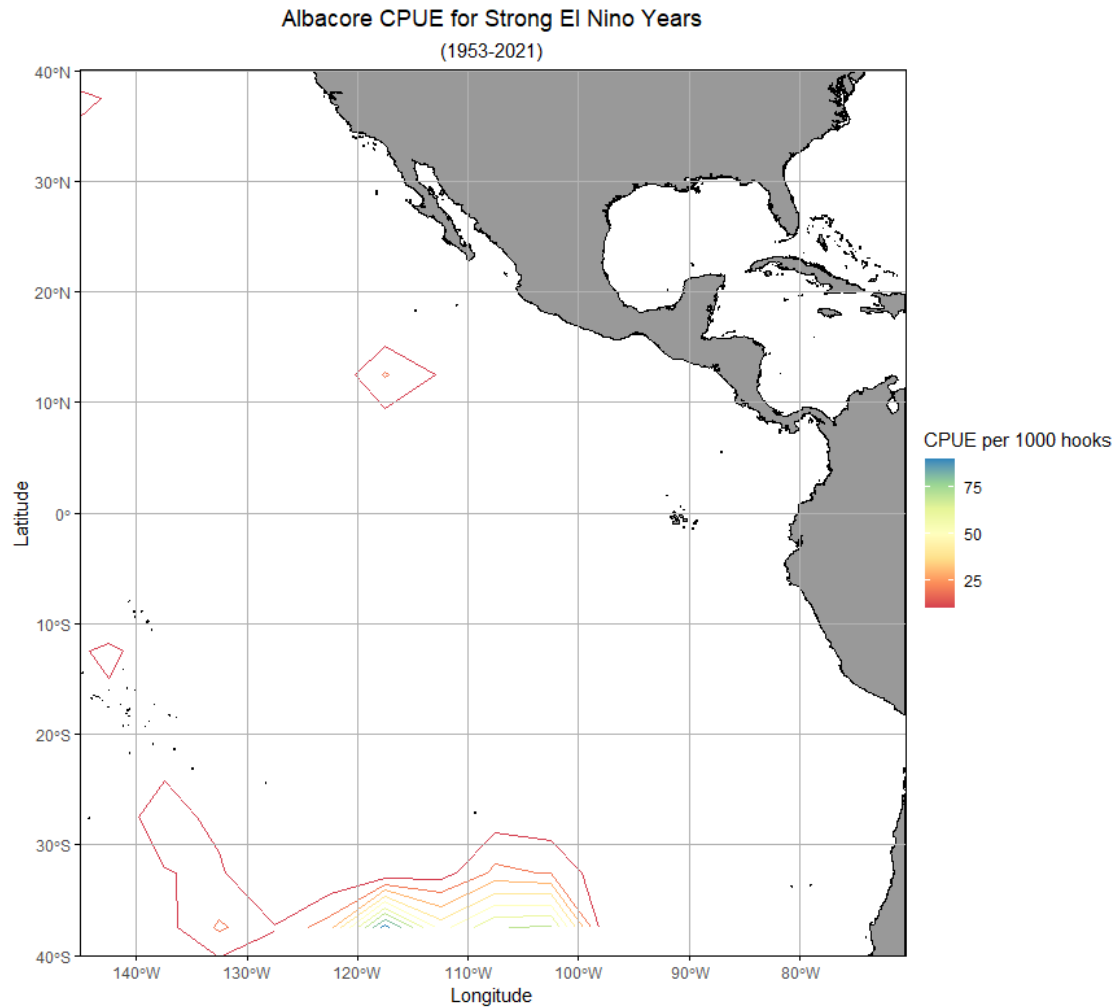 Albacore CPUE for Strong El Nino Years
(1953-2021)
40°N
30°N
20°N
10°N
0°
10°S
20°S
30°S
40°S
Latitude
140°W 130°W 120°W 110°W 100°W 90°W 80°W
Longitude
CPUE per 1000 hooks
75
50
25